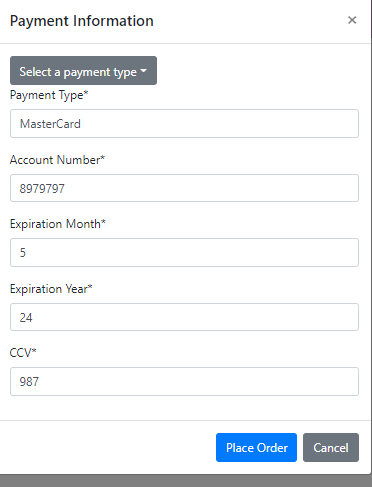 Payment Information ×
Select a payment type
Payment Type*
MasterCard
Account Number*
8979797
Expiration Month*
5
Expiration Year*
24
CCV*
987
Place Order Cancel